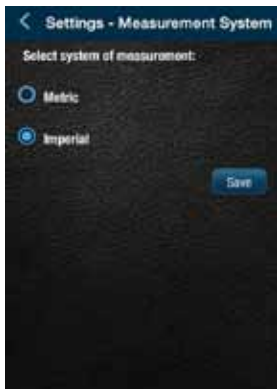 Settings - Measurement System
Select system of measurement:
Metric
Imperial
Save